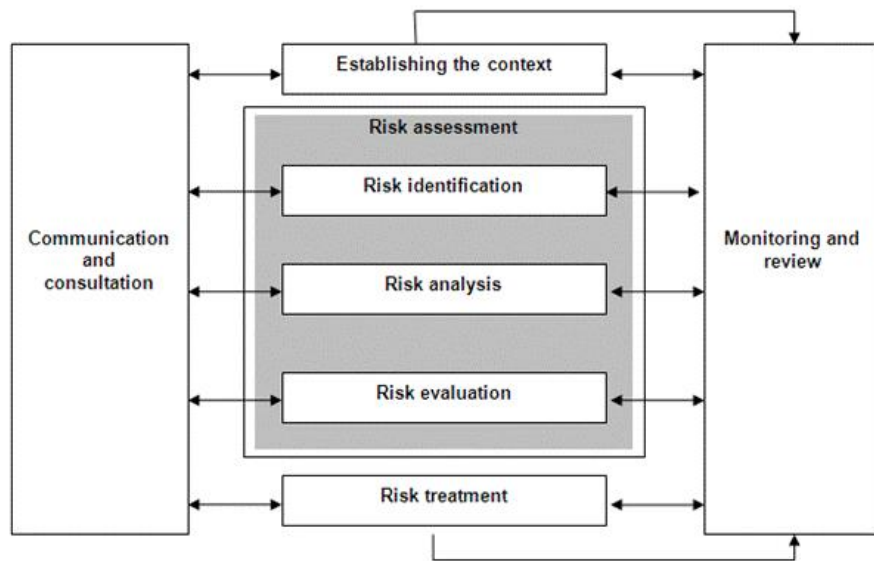 Establishing the context
Risk assessment
Risk identification
Communication
and
consultation
Monitoring and
review
Risk analysis
Risk evaluation
Risk treatment